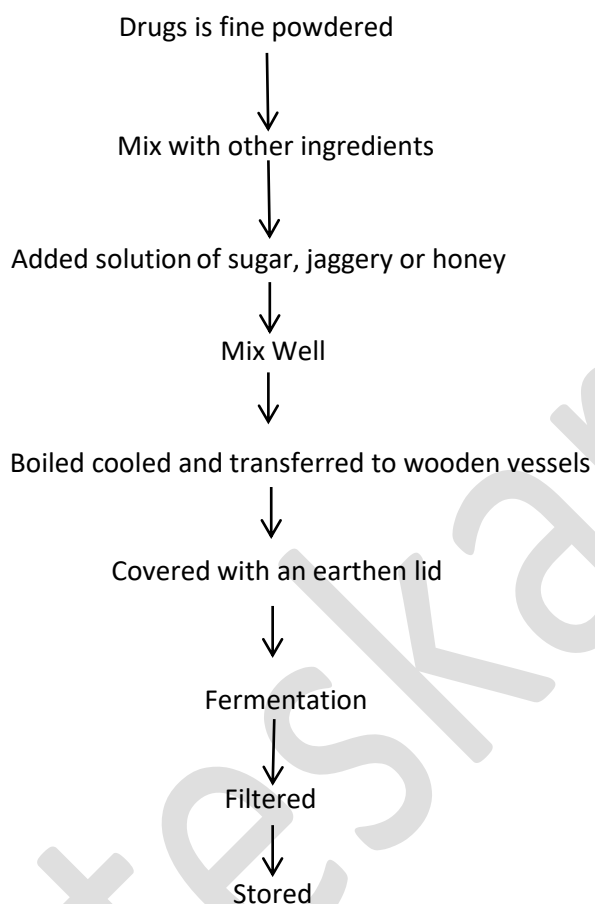 Drugs is fine powdered
Mix with other ingredients
Added solution of sugar, jaggery or honey
Mix Well
Boiled cooled and transferred to wooden vessels
Covered with an earthen lid
Fermentation
Filtered
Stored
teska